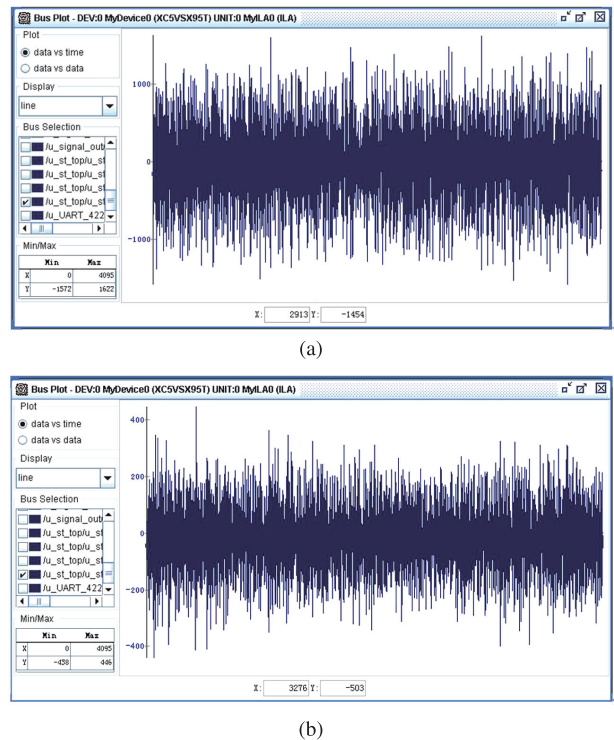 Bus Plot - DEV:0 MyDevice0 (XC5VSX95T) UNIT:0 MyILA0 (ILA)
Plot
data vs time
data vs data
Display
line
Bus Selection
/u_signal_out
/u_st_top/u_st
/u_st_top/u_st
/u_st_top/u_st
/u_st_top/u_st
/u_UART_422
Min/Max
Min Max
X 0 4095
Y -1572 1622
1000
0
-1000
X: 2913 Y: -1454
(a)
Bus Plot - DEV:0 MyDevice0 (XC5VSX95T) UNIT:0 MyILA0 (ILA)
Plot
data vs time
data vs data
Display
line
Bus Selection
/u_signal_out
/u_st_top/u_st
/u_st_top/u_st
/u_st_top/u_st
/u_st_top/u_st
/u_UART_422
Min/Max
Min Max
X 0 4095
Y -438 446
400
200
0
-200
-400
X: 3276 Y: -503
(b)